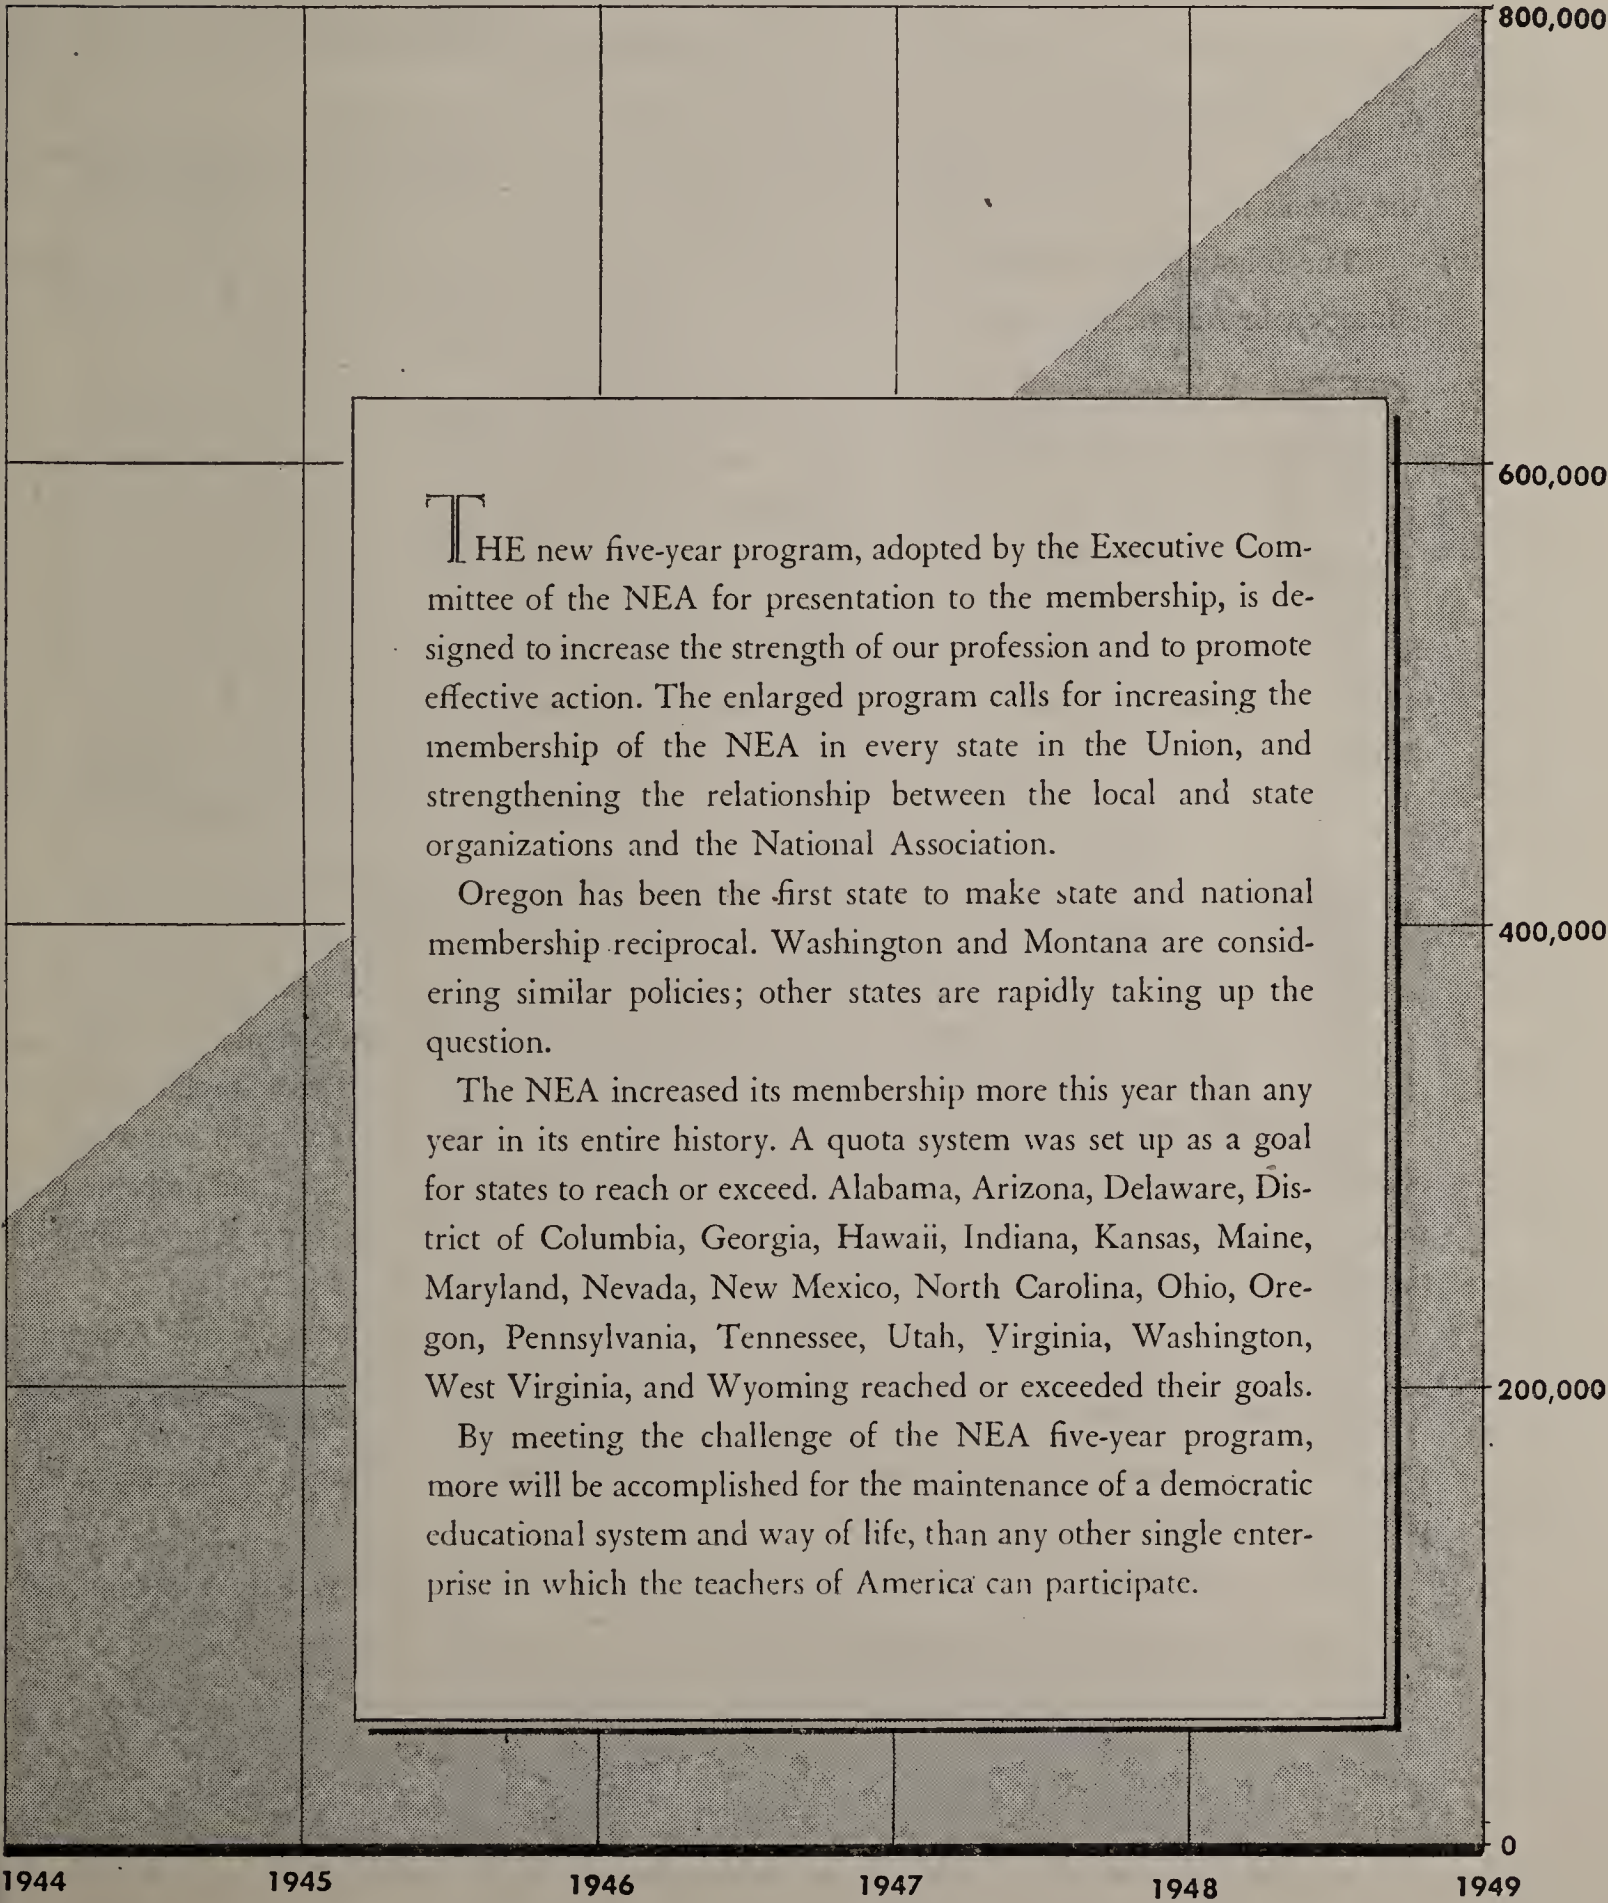 800,000
600,000
THE new five-year program, adopted by the Executive Com-
mittee of the NEA for presentation to the membership, is de-
signed to increase the strength of our profession and to promote
effective action. The enlarged program calls for increasing the
membership of the NEA in every state in the Union, and
strengthening the relationship between the local and state
organizations and the National Association.
Oregon has been the first state to make state and national
membership reciprocal. Washington and Montana are consid-
ering similar policies; other states are rapidly taking up the
question.
The NEA increased its membership more this year than any
year in its entire history. A quota system was set up as a goal
for states to reach or exceed. Alabama, Arizona, Delaware, Dis-
trict of Columbia, Georgia, Hawaii, Indiana, Kansas, Maine,
Maryland, Nevada, New Mexico, North Carolina, Ohio, Ore-
gon, Pennsylvania, Tennessee, Utah, Virginia, Washington,
West Virginia, and Wyoming reached or exceeded their goals.
By meeting the challenge of the NEA five-year program,
more will be accomplished for the maintenance of a democratic
educational system and way of life, than any other single enter-
prise in which the teachers of America can participate.
400,000
200,000
0
1944 1945 1946 1947 1948 1949